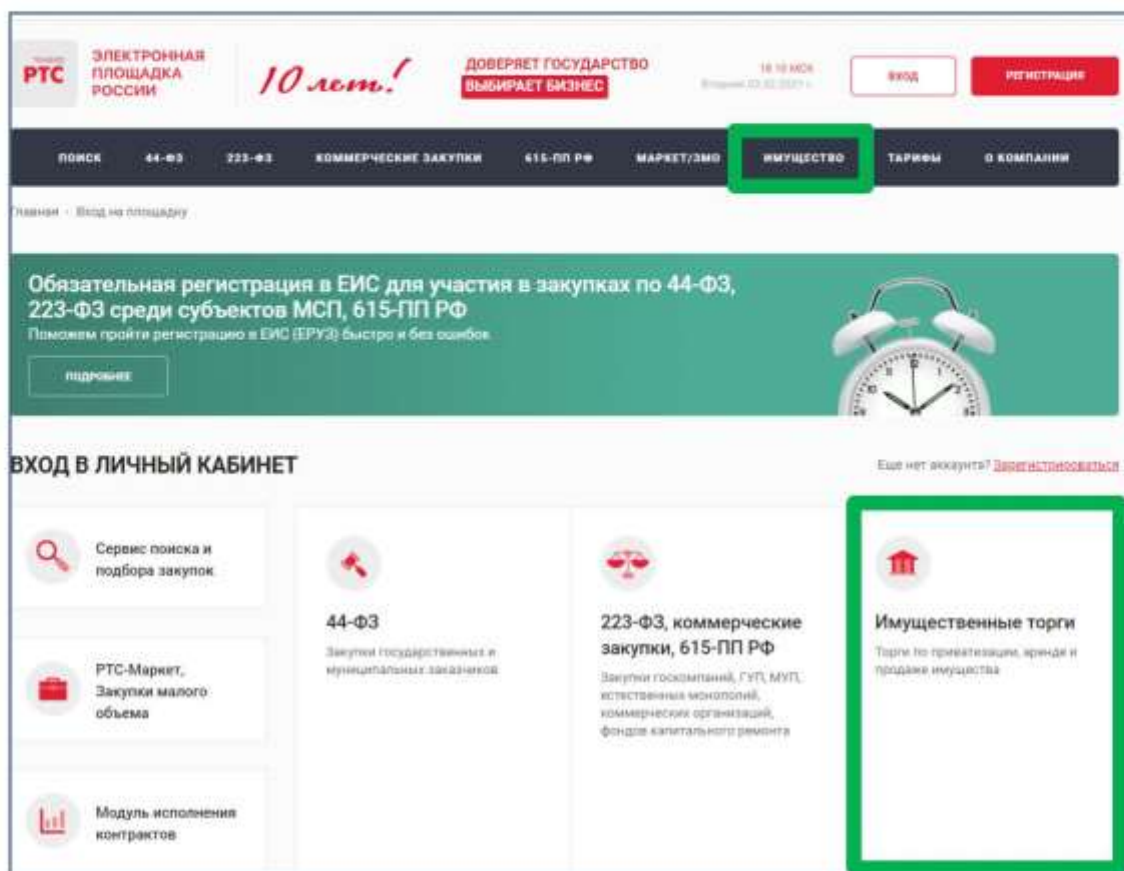 РТС
ЭЛЕКТРОННАЯ
ПЛОЩАДКА
РОССИИ
10 лет!
ДОВЕРЯЕТ ГОСУДАРСТВО
ВЫБИРАЕТ БИЗНЕС
ВХОД
РЕГИСТРАЦИЯ
ПОИСК 44-ФЗ 223-ФЗ КОММЕРЧЕСКИЕ ЗАКУПКИ 615-ПП РФ МАРКЕТ/ЗМО ИМУЩЕСТВО ТАРИФЫ О КОМПАНИИ
Главная - Вход на площадку
Обязательная регистрация в ЕИС для участия в закупках по 44-ФЗ,
223-ФЗ среди субъектов МСП, 615-ПП РФ
Поможем пройти регистрацию в ЕИС (ЕРУЗ) быстро и без ошибок
ПОДРОБНЕЕ
ВХОД В ЛИЧНЫЙ КАБИНЕТ
Еще нет аккаунта? Зарегистрироваться
Сервис поиска и
подбора закупок
РТС-Маркет,
Закупки малого
объема
Модуль исполнения
контрактов
44-ФЗ
Закупки государственных и
муниципальных заказчиков
223-ФЗ, коммерческие
закупки, 615-ПП РФ
Закупки госкомпаний, ГУП, МУП,
естественных монополий,
коммерческих организаций,
фондов капитального ремонта
Имущественные торги
Торги по приватизации, аренде и
продаже имущества